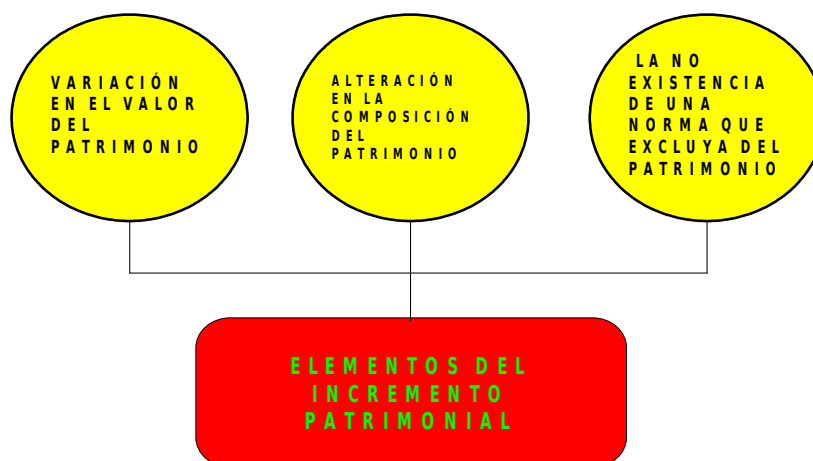 VARIACIÓN
EN EL VALOR
DEL
PATRIMONIO
ALTERACIÓN
EN LA
COMPOSICIÓN
DEL
PATRIMONIO
LA NO
EXISTENCIA
DE UNA
NORMA QUE
EXCLUYA DEL
PATRIMONIO
ELEMENTOS DEL
INCREMENTO
PATRIMONIAL